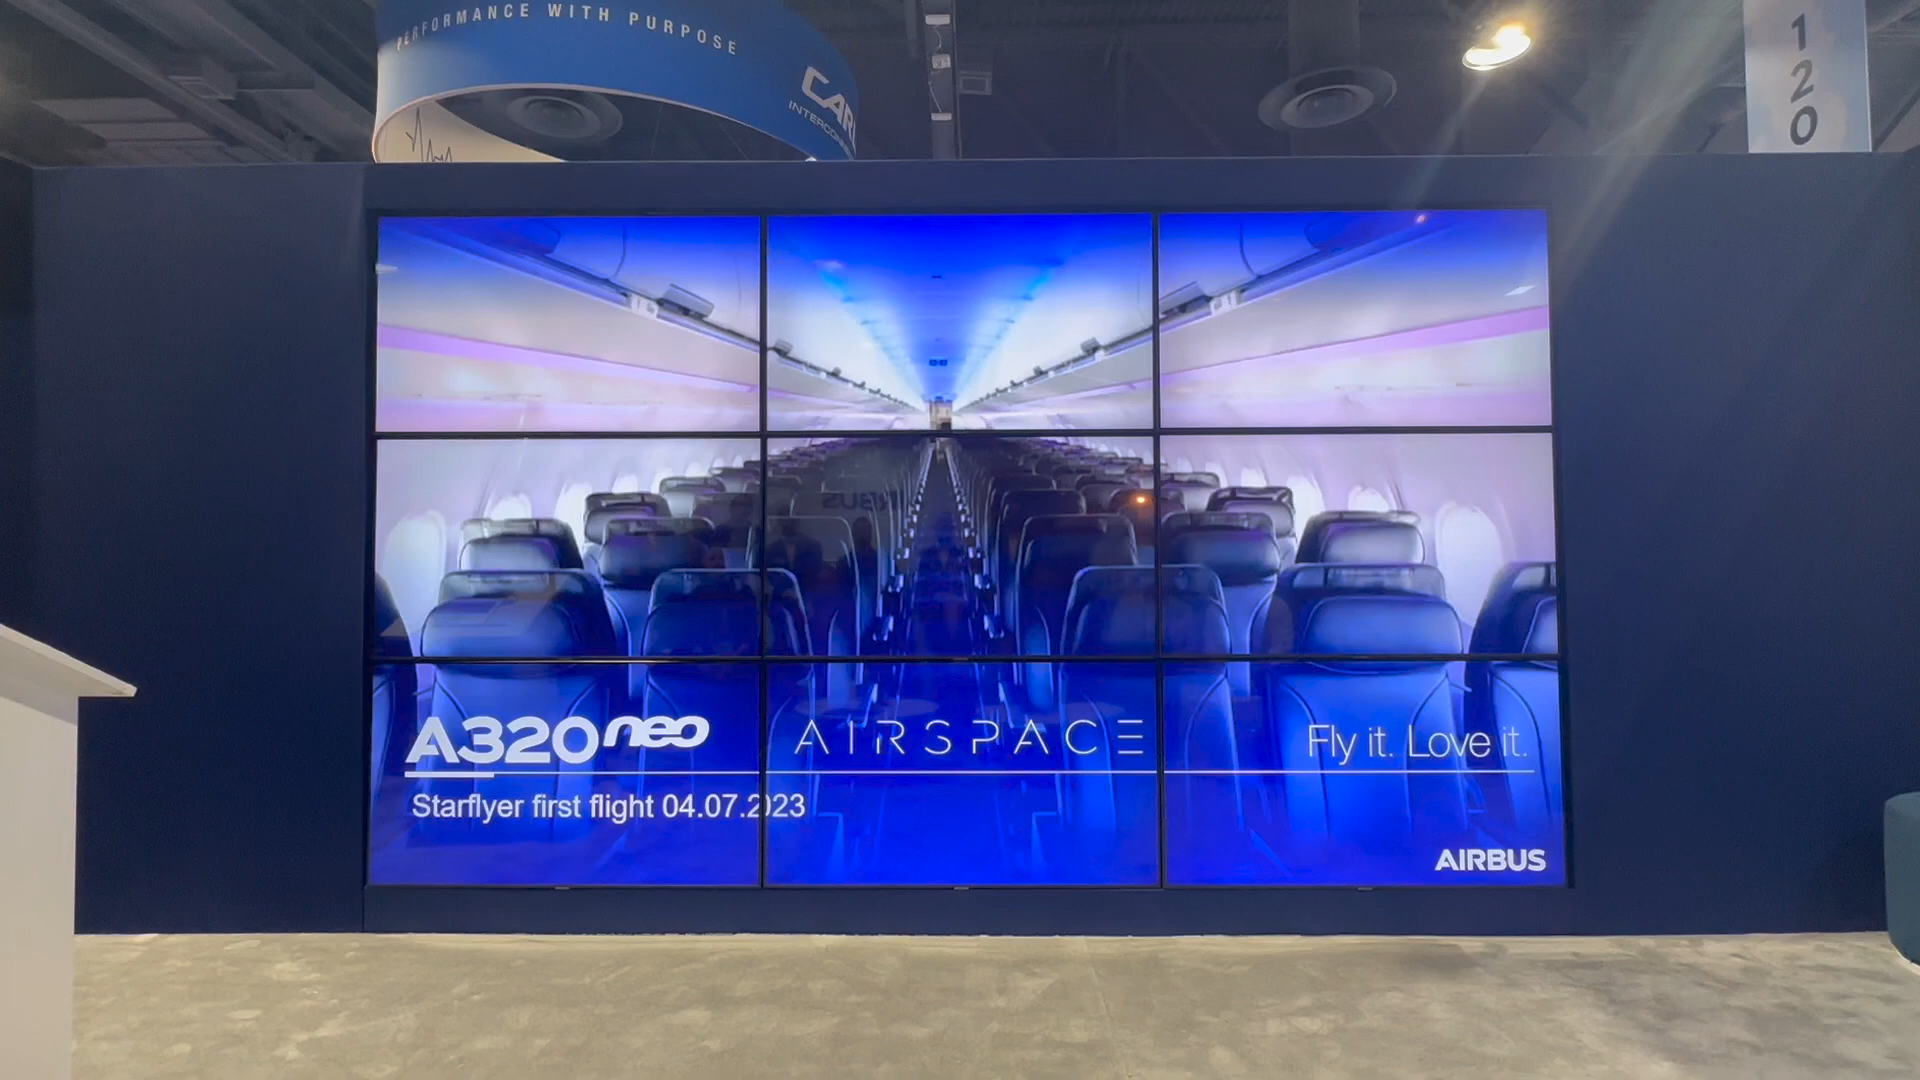 PERFORMANCE WITH PURPOSE
120
A320neo
AIRSPACE
Fly it. Love it.
Starflyer first flight 04.07.2023
AIRBUS